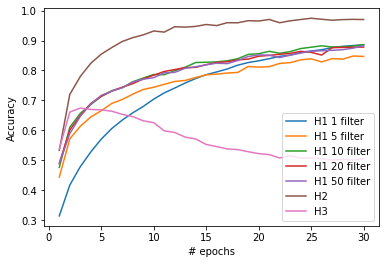 1.0
0.9
0.8
0.7
0.6
0.5
0.4
0.3
Accuracy
0 5 10 15 20 25 30
# epochs
H1 1 filter
H1 5 filter
H1 10 filter
H1 20 filter
H1 50 filter
H2
H3